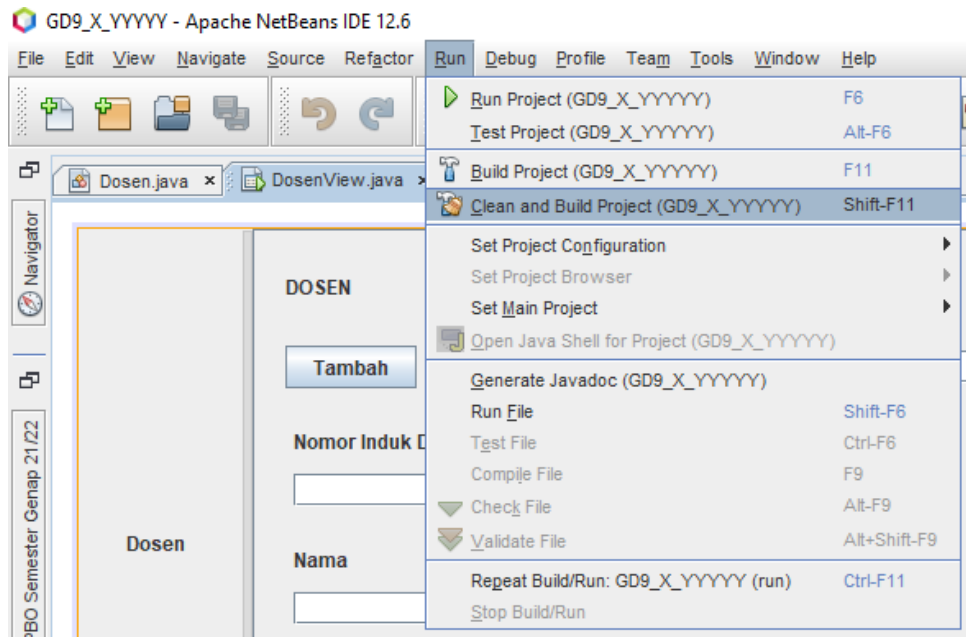 GD9_X_YYYYY - Apache NetBeans IDE 12.6
File Edit View Navigate Source Refactor Run Debug Profile Team Tools Window Help
Run Project (GD9_X_YYYYY) F6
Test Project (GD9_X_YYYYY) Alt-F6
Build Project (GD9_X_YYYYY) F11
Clean and Build Project (GD9_X_YYYYY) Shift-F11
Set Project Configuration
Set Project Browser
Set Main Project
Open Java Shell for Project (GD9_X_YYYYY)
Generate Javadoc (GD9_X_YYYYY)
Run File Shift-F6
Test File Ctrl-F6
Compile File F9
Check File Alt-F9
Validate File Alt+Shift-F9
Repeat Build/Run: GD9_X_YYYYY (run) Ctrl-F11
Stop Build/Run
Dosen.java x DosenView.java
Navigator
PBO Semester Genap 21/22
Dosen
DOSEN
Tambah
Nomor Induk
Nama